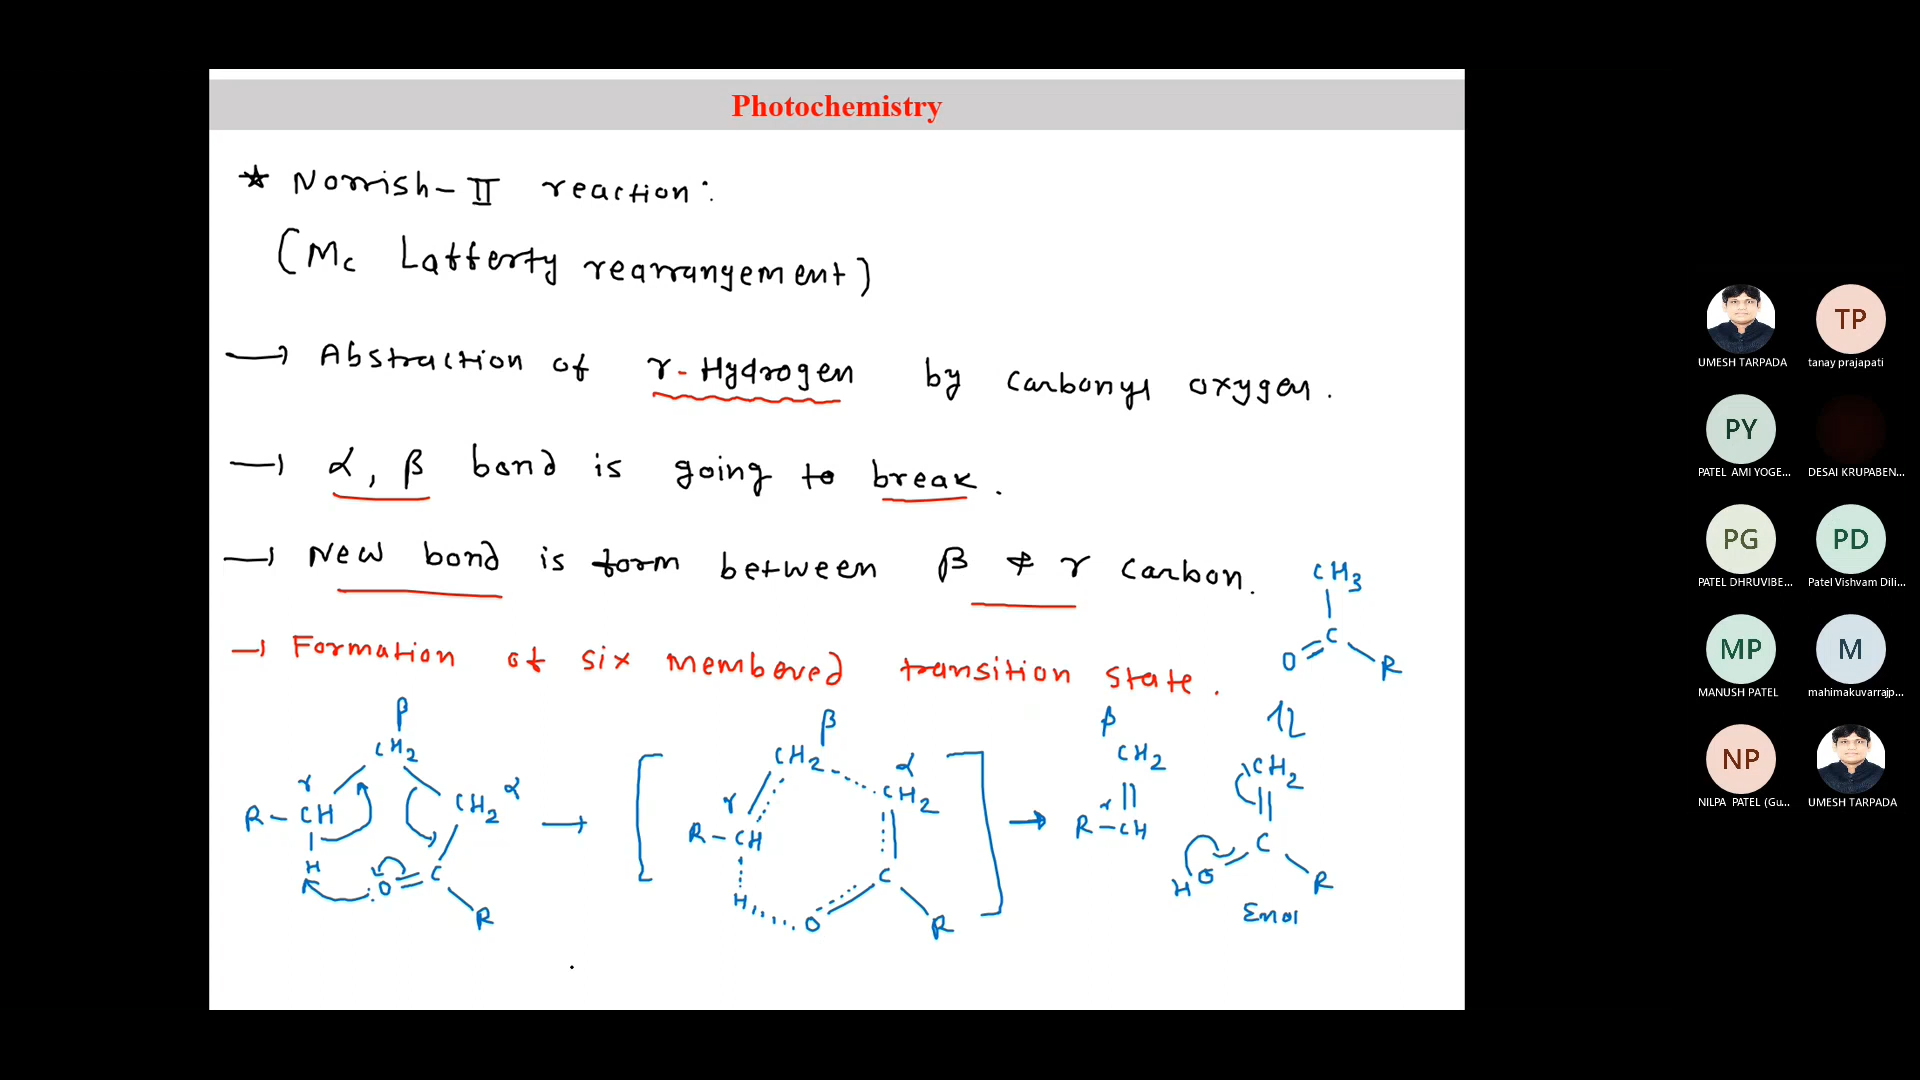 Photochemistry
* Norrish-II reaction:
(Mc Lafferty rearrangement)
→ Abstraction of γ-Hydrogen by carbonyl oxygen.
→ α, β bond is going to break.
→ New bond is form between β & γ carbon.
→ Formation of six membered transition state.
CH3
C
O
R
β
CH2
γ
R-CH
CH2 α
H
O
C
R
→
β
CH2
α
CH2
γ
R-CH
C
H
O
R
→
β
CH2
γ
R-CH
CH2
C
H O
R
Enol
UMESH TARPADA
TP
tanay prajapati
PY
PATEL AMI YOGE...
DESAI KRUPABEN...
PG
PATEL DHRUVIBE...
PD
Patel Vishvam Dili...
MP
MANUSH PATEL
M
mahimakuvarrajp...
NP
NILPA PATEL (Gu...
UMESH TARPADA